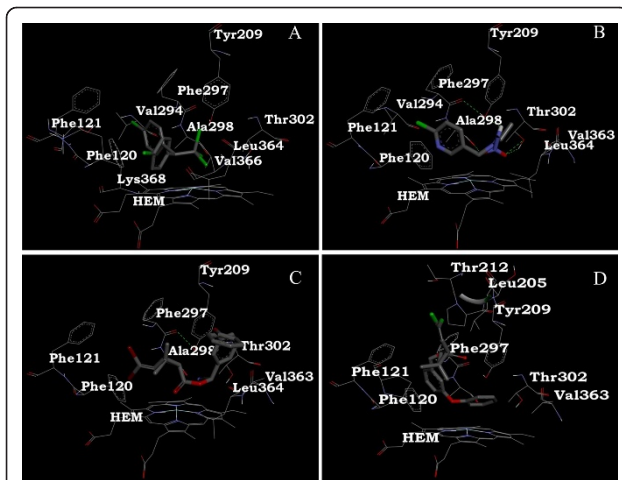 A
Tyr209
Phe297
Val294
Thr302
Ala298
Phe121
Leu364
Phe120
Val366
Lys368
HEM
B
Tyr209
Phe297
Val294
Thr302
Ala298
Phe121
Val363
Leu364
Phe120
HEM
C
Tyr209
Phe297
Thr302
Ala298
Phe121
Val363
Phe120
Leu364
HEM
D
Thr212
Leu205
Tyr209
Phe297
Phe121
Thr302
Phe120
Val363
HEM